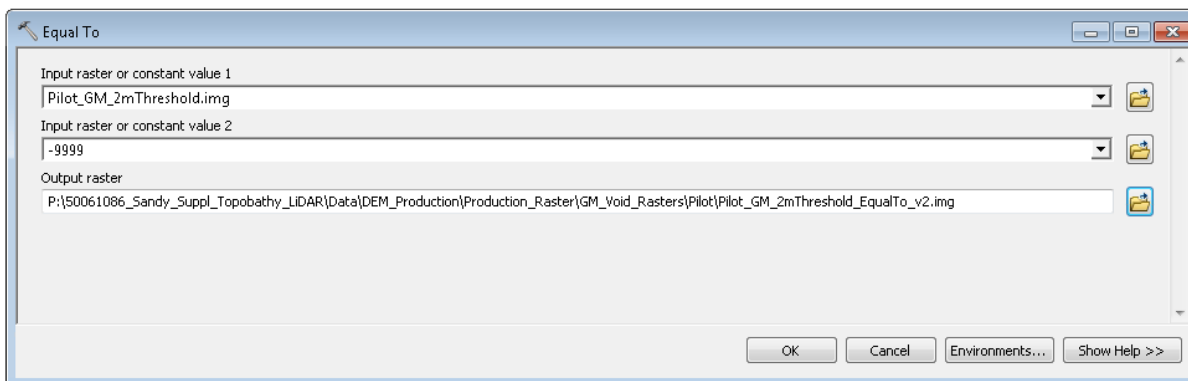 Equal To
Input raster or constant value 1
Pilot_GM_2mThreshold.img
Input raster or constant value 2
-9999
Output raster
P:\50061086_Sandy_Suppl_Topobathy_LiDAR\Data\DEM_Production\Production_Raster\GM_Void_Rasters\Pilot\Pilot_GM_2mThreshold_EqualTo_v2.img
OK Cancel Environments... Show Help >>